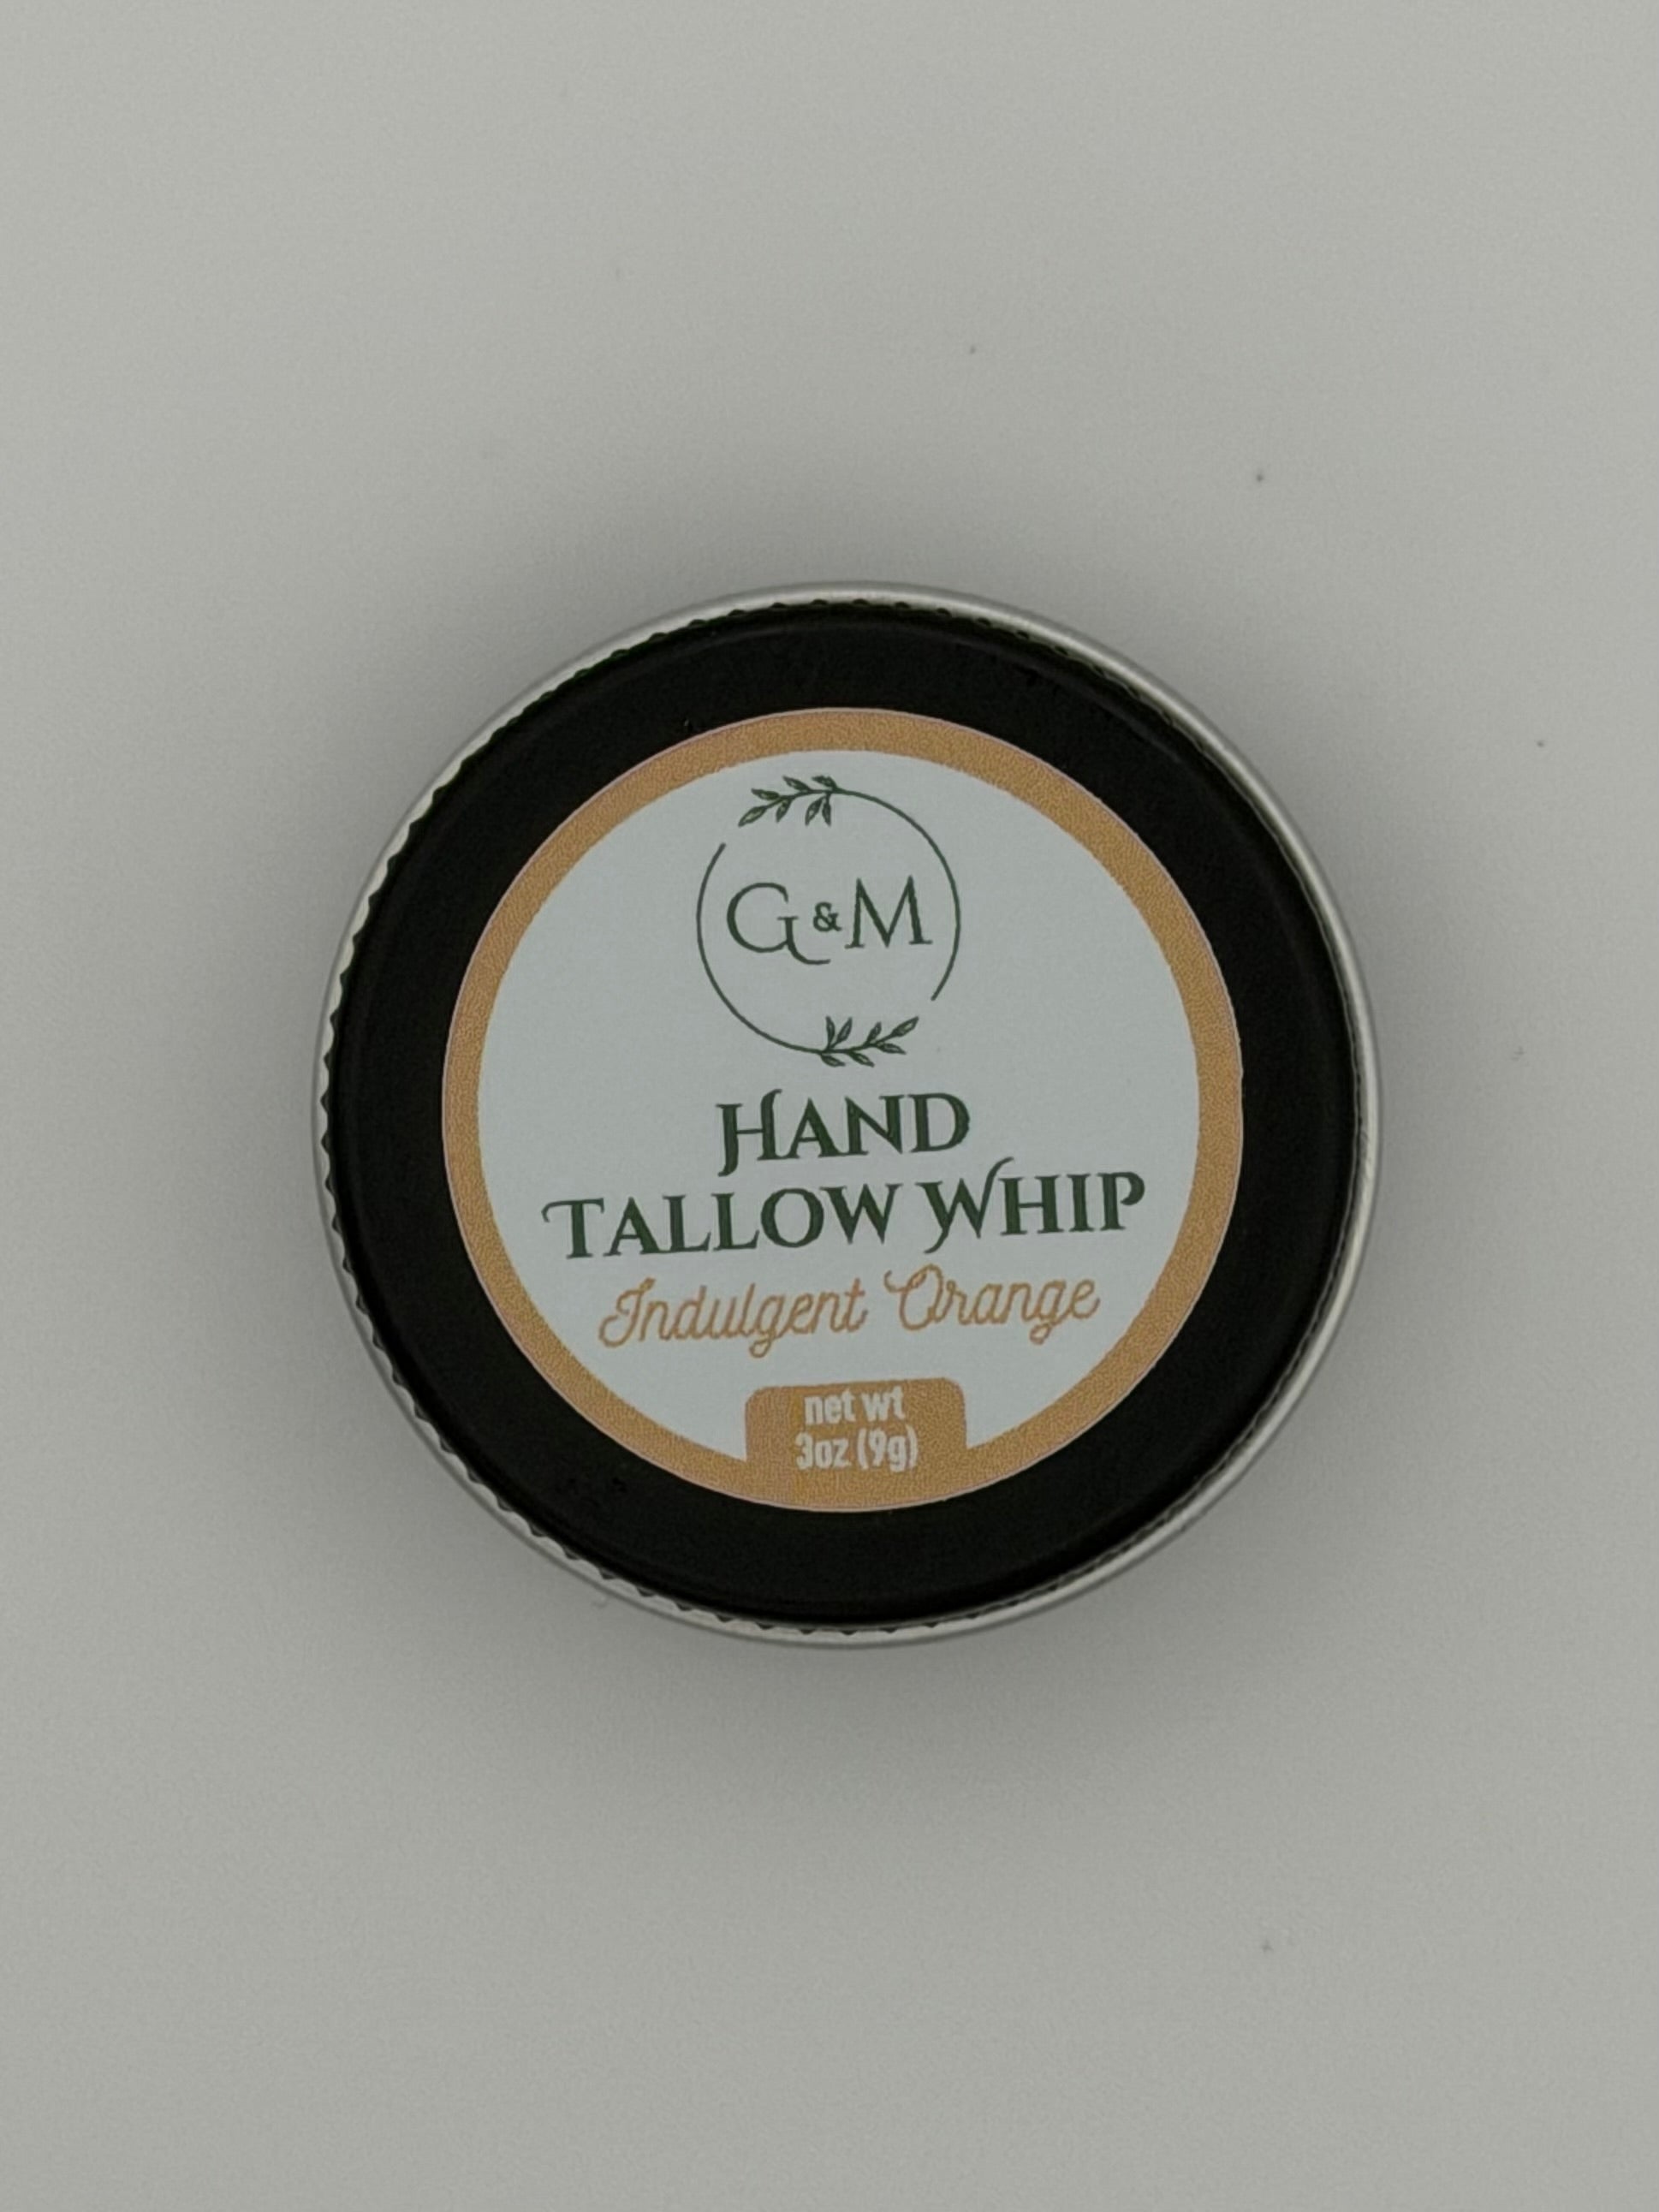 G&M
HAND
TALLOW WHIP
Indulgent Orange
net wt
3oz (9g)